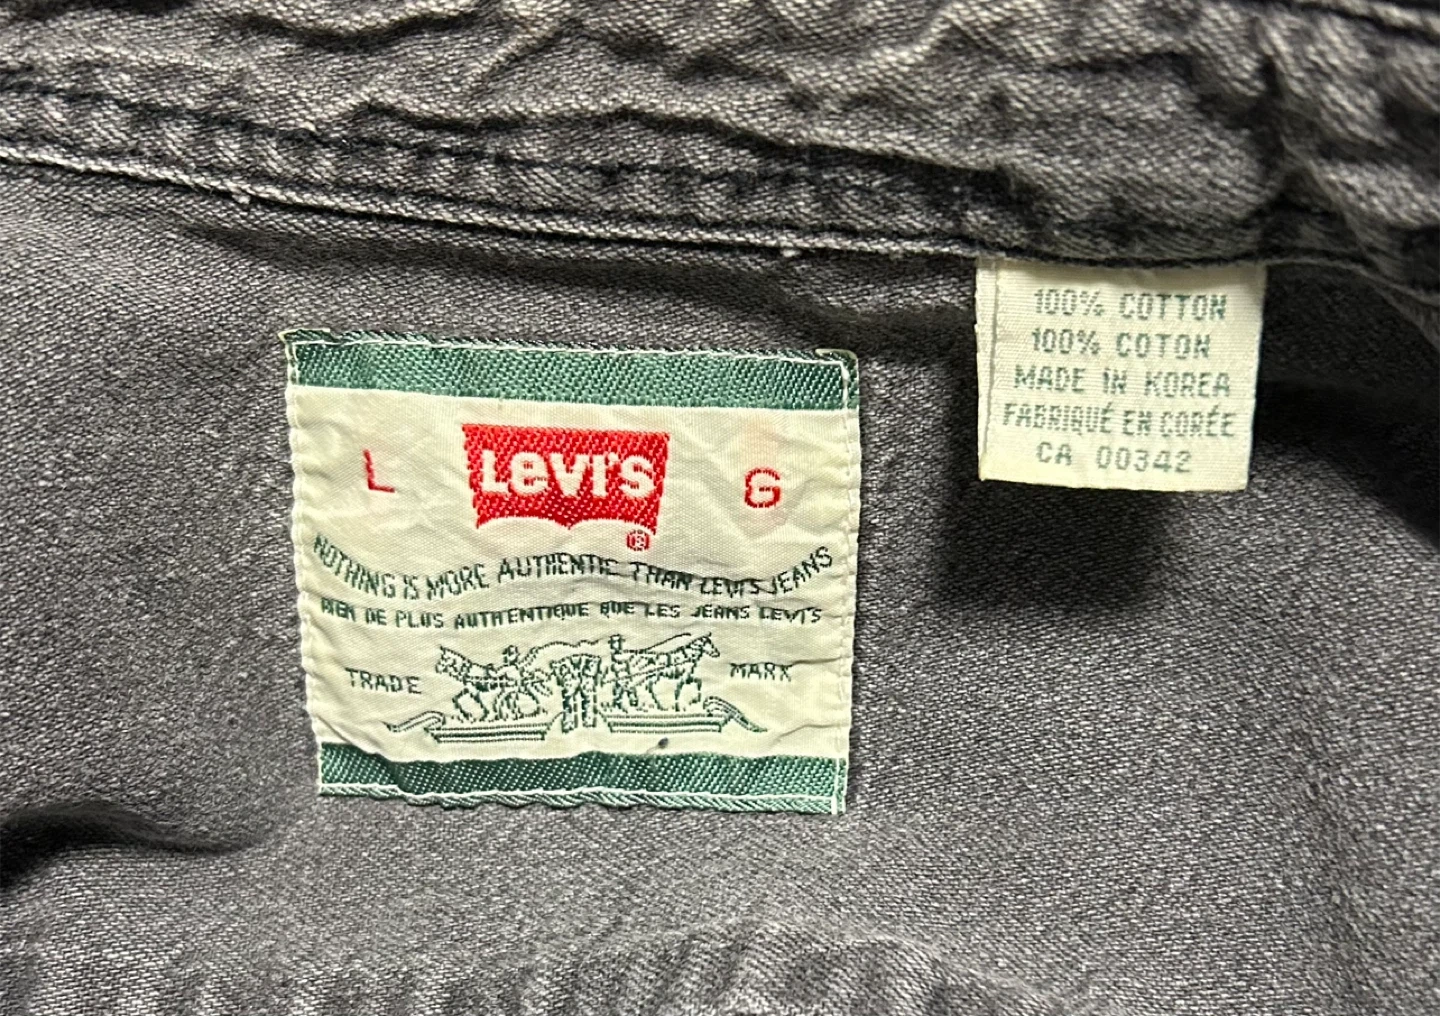 L LEVI'S G
®
NOTHING IS MORE AUTHENTIC THAN LEVI'S JEANS
RIEN DE PLUS AUTHENTIQUE QUE LES JEANS LEVI'S
TRADE MARK
100% COTTON
100% COTON
MADE IN KOREA
FABRIQUÉ EN CORÉE
CA 00342